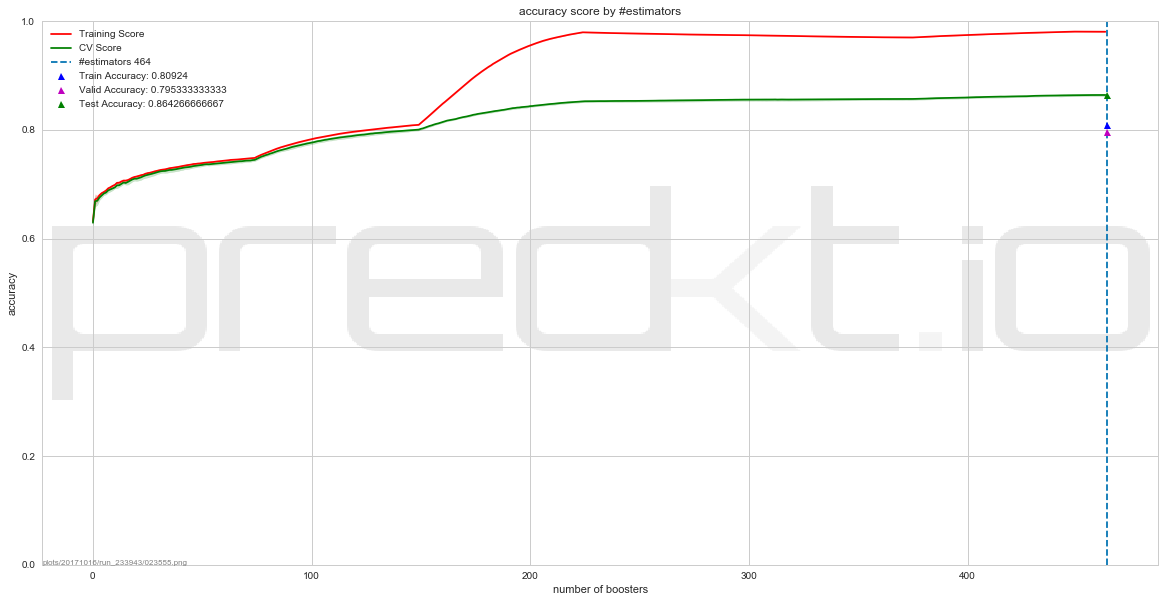 accuracy score by #estimators
1.0
Training Score
CV Score
#estimators 464
Train Accuracy: 0.80924
Valid Accuracy: 0.795333333333
Test Accuracy: 0.864266666667
0.8
0.6
predkt.io
accuracy
0.4
0.2
0.0
plots/20171016/run_233943/023555.png
0 100 200 300 400
number of boosters